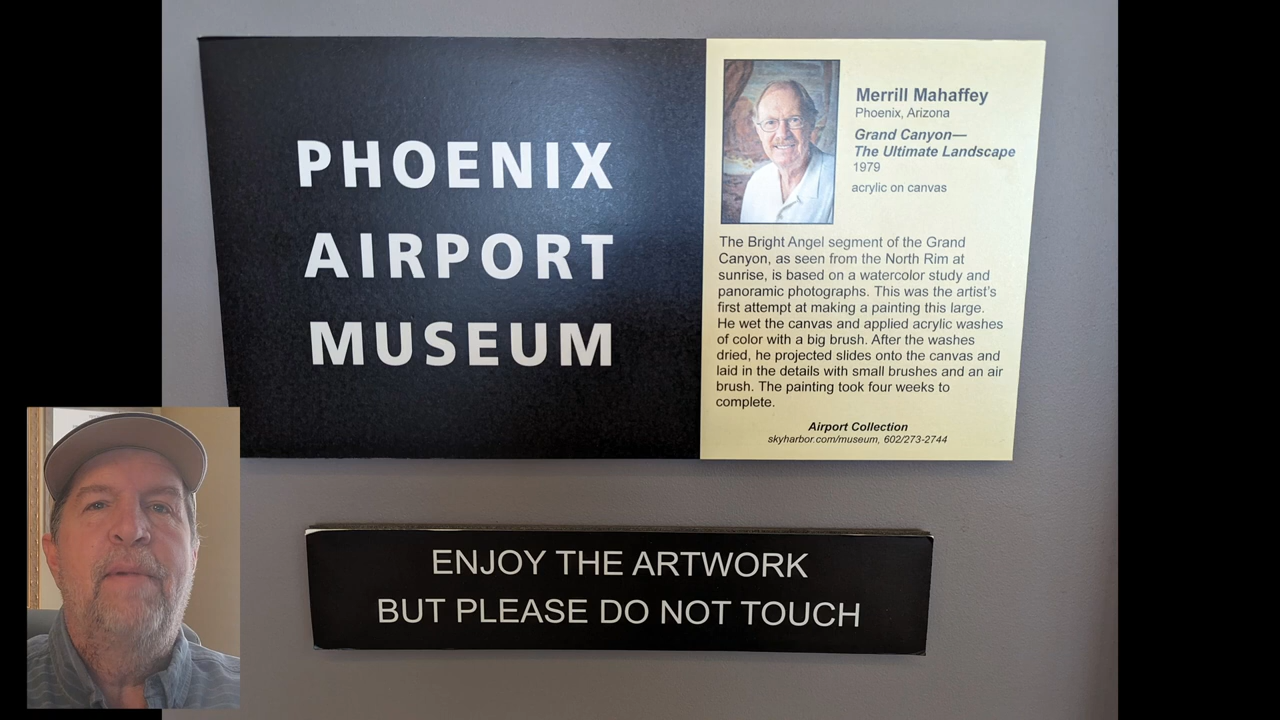 PHOENIX
AIRPORT
MUSEUM
Merrill Mahaffey
Phoenix, Arizona
Grand Canyon—
The Ultimate Landscape
1979
acrylic on canvas
The Bright Angel segment of the Grand
Canyon, as seen from the North Rim at
sunrise, is based on a watercolor study and
panoramic photographs. This was the artist's
first attempt at making a painting this large.
He wet the canvas and applied acrylic washes
of color with a big brush. After the washes
dried, he projected slides onto the canvas and
laid in the details with small brushes and an air
brush. The painting took four weeks to
complete.
Airport Collection
skyharbor.com/museum, 602/273-2744
ENJOY THE ARTWORK
BUT PLEASE DO NOT TOUCH